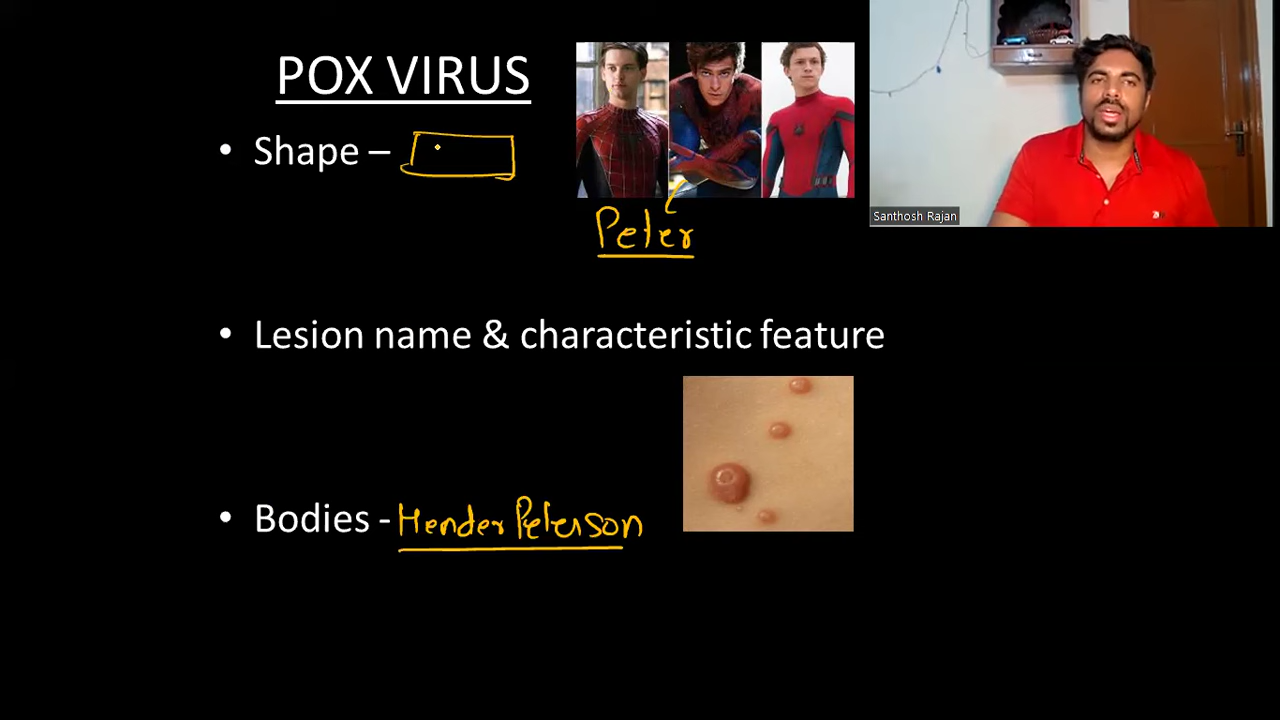 POX VIRUS
• Shape –
Santhosh Rajan
Peter
• Lesion name & characteristic feature
• Bodies - Hender Peterson